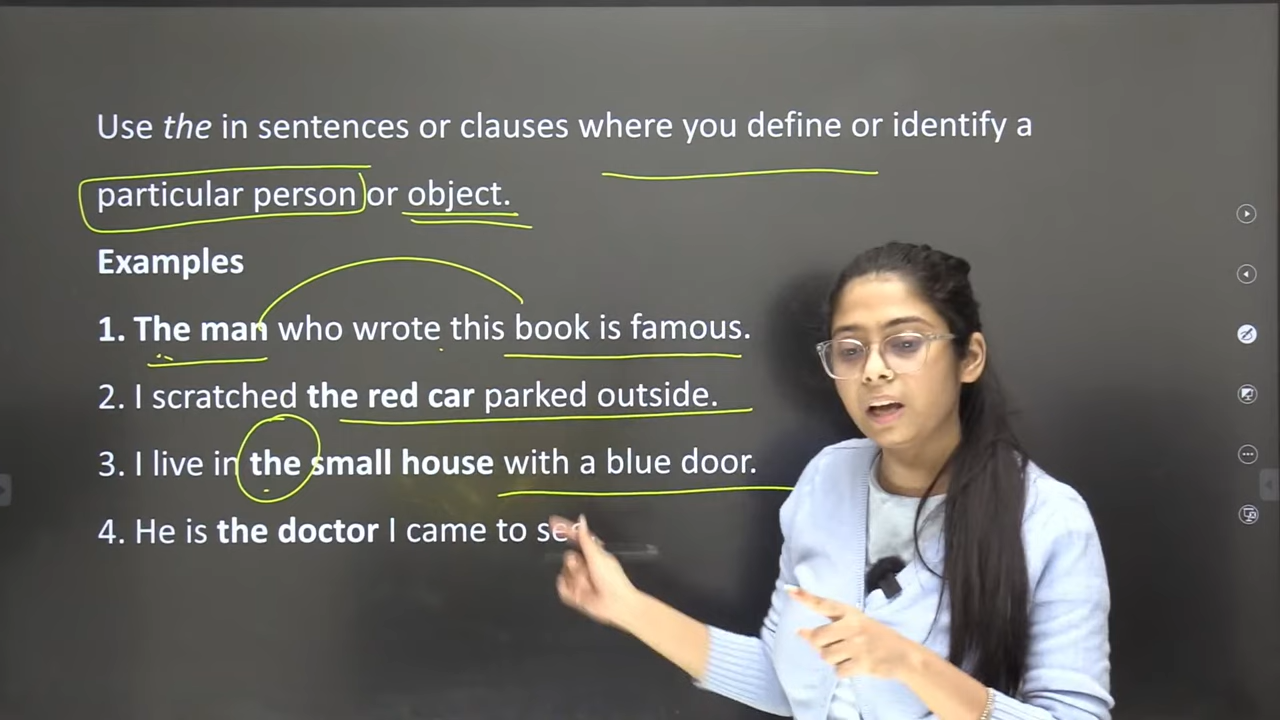 Use the in sentences or clauses where you define or identify a
particular person or object.
Examples
1. The man who wrote this book is famous.
2. I scratched the red car parked outside.
3. I live in the small house with a blue door.
4. He is the doctor I came to see.